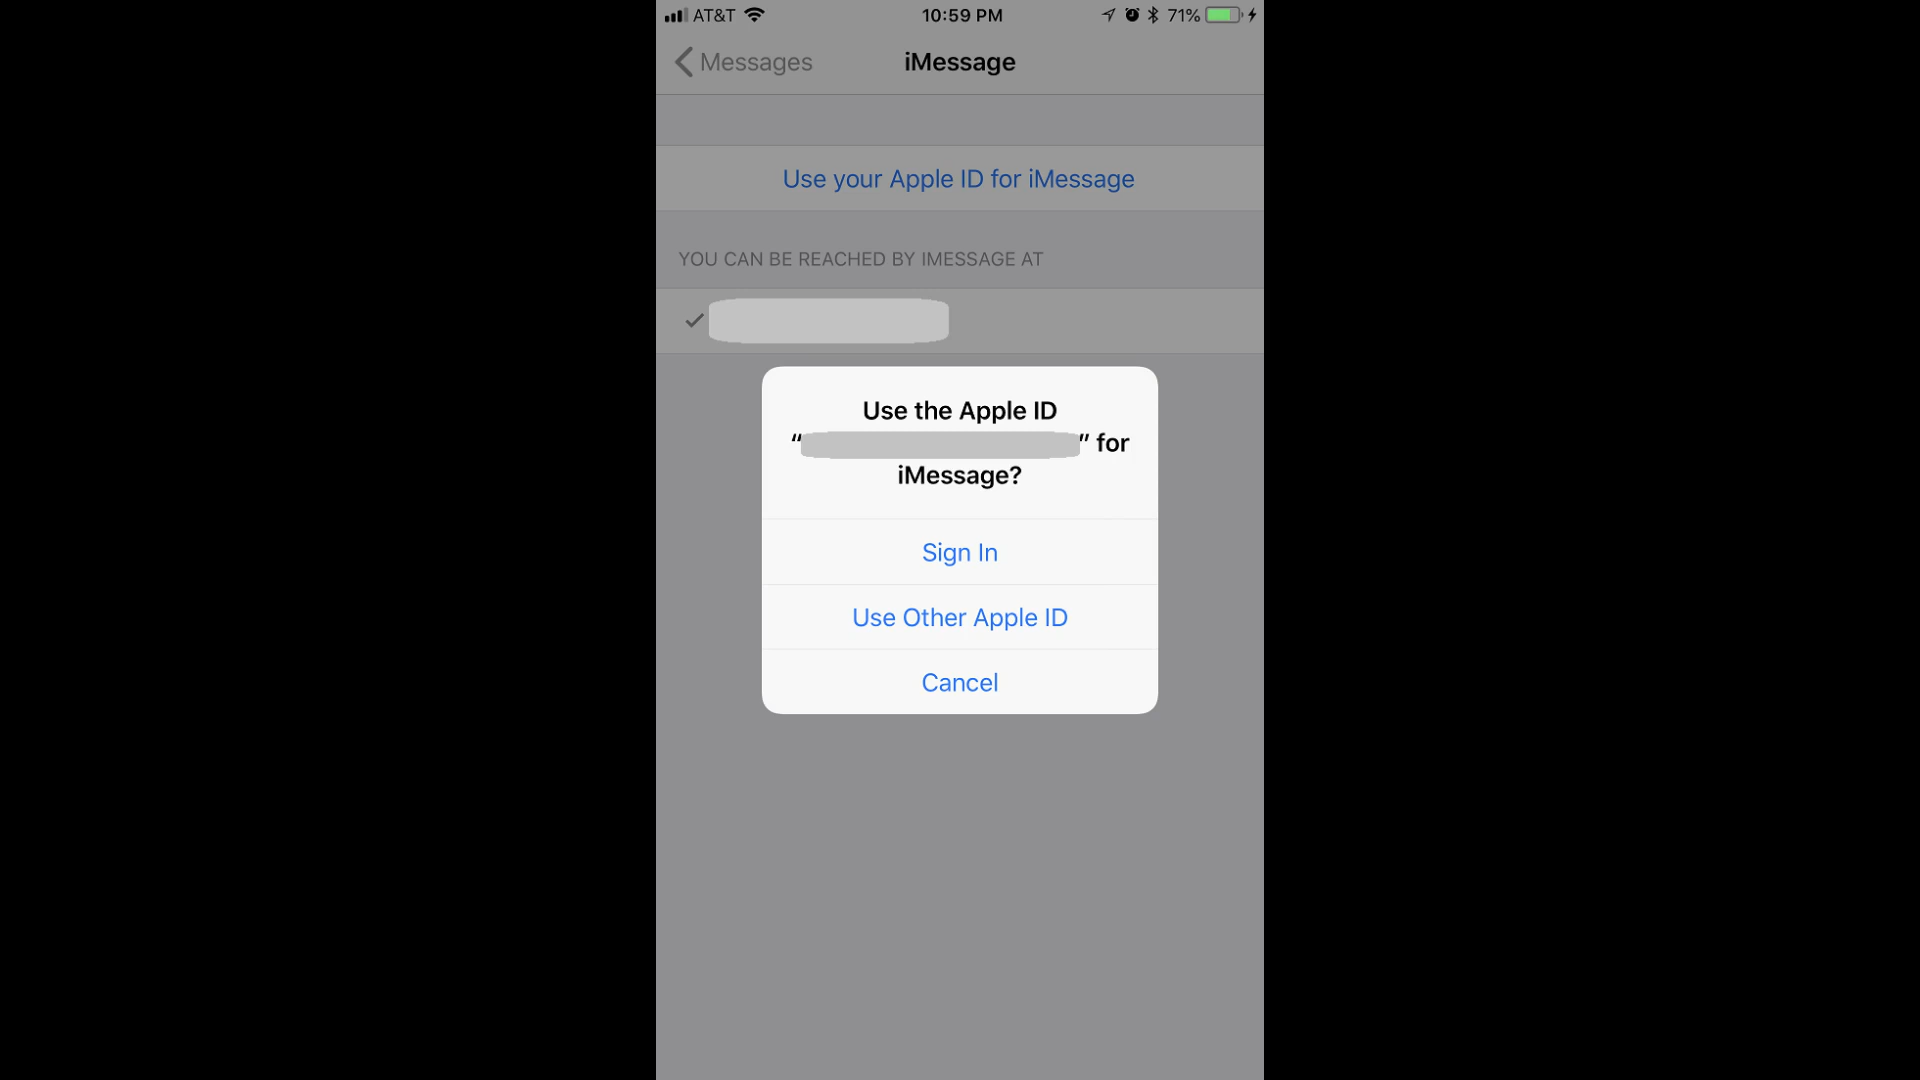 AT&T 10:59 PM 71%
Messages iMessage
Use your Apple ID for iMessage
YOU CAN BE REACHED BY IMESSAGE AT
Use the Apple ID
“ ” for
iMessage?
Sign In
Use Other Apple ID
Cancel